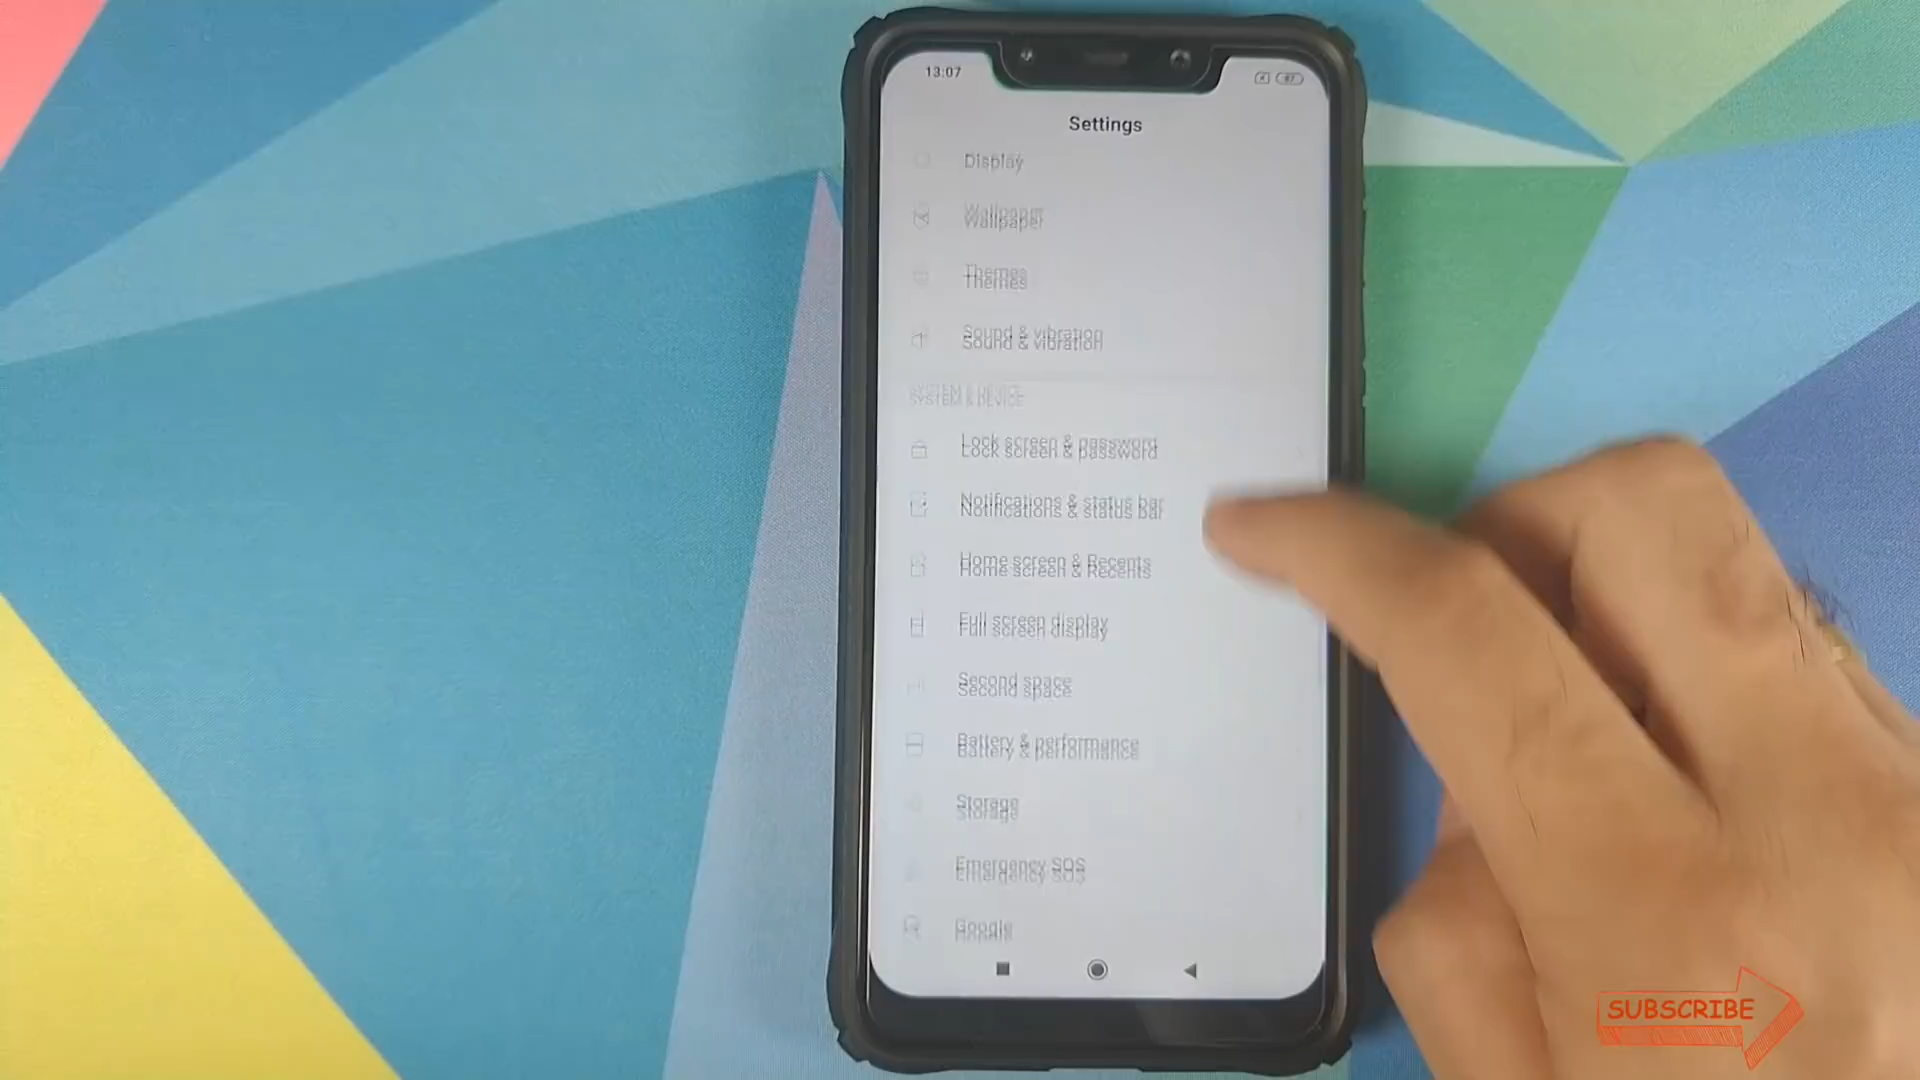 13:07
87
Settings
Display
Wallpaper
Themes
Sound & vibration
SYSTEM & DEVICE
Lock screen & password
Notifications & status bar
Home screen & Recents
Full screen display
Second space
Battery & performance
Storage
Emergency SOS
Google
SUBSCRIBE